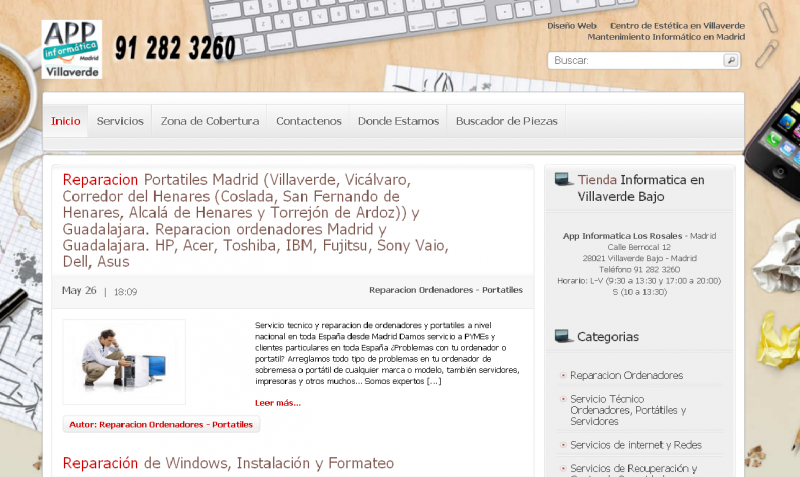 APP
informática
Madrid
Villaverde
91 282 3260
Diseño Web Centro de Estética en Villaverde
Mantenimiento Informático en Madrid
Buscar:
Inicio Servicios Zona de Cobertura Contactenos Donde Estamos Buscador de Piezas
Reparacion Portatiles Madrid (Villaverde, Vicálvaro,
Corredor del Henares (Coslada, San Fernando de
Henares, Alcalá de Henares y Torrejón de Ardoz)) y
Guadalajara. Reparacion ordenadores Madrid y
Guadalajara. HP, Acer, Toshiba, IBM, Fujitsu, Sony Vaio,
Dell, Asus
May 26 | 18:09
Reparacion Ordenadores - Portatiles
Servicio tecnico y reparacion de ordenadores y portatiles a nivel
nacional en toda España desde Madrid Damos servicio a PYMEs y
clientes particulares en toda España ¿Problemas con tu ordenador o
portatil? Arreglamos todo tipo de problemas en tu ordenador de
sobremesa o portátil de cualquier marca o modelo, también servidores,
impresoras y otros muchos... Somos expertos [...]
Leer más...
Autor: Reparacion Ordenadores - Portatiles
Reparación de Windows, Instalación y Formateo
Tienda Informatica en
Villaverde Bajo
App Informatica Los Rosales - Madrid
Calle Berrocal 12
28021 Villaverde Bajo - Madrid
Teléfono 91 282 3260
Horario: L-V (9:30 a 13:30 y 17:00 a 20:00)
S (10 a 13:30)
Categorias
Reparacion Ordenadores
Servicio Técnico
Ordenadores, Portátiles y
Servidores
Servicios de internet y Redes
Servicios de Recuperación y